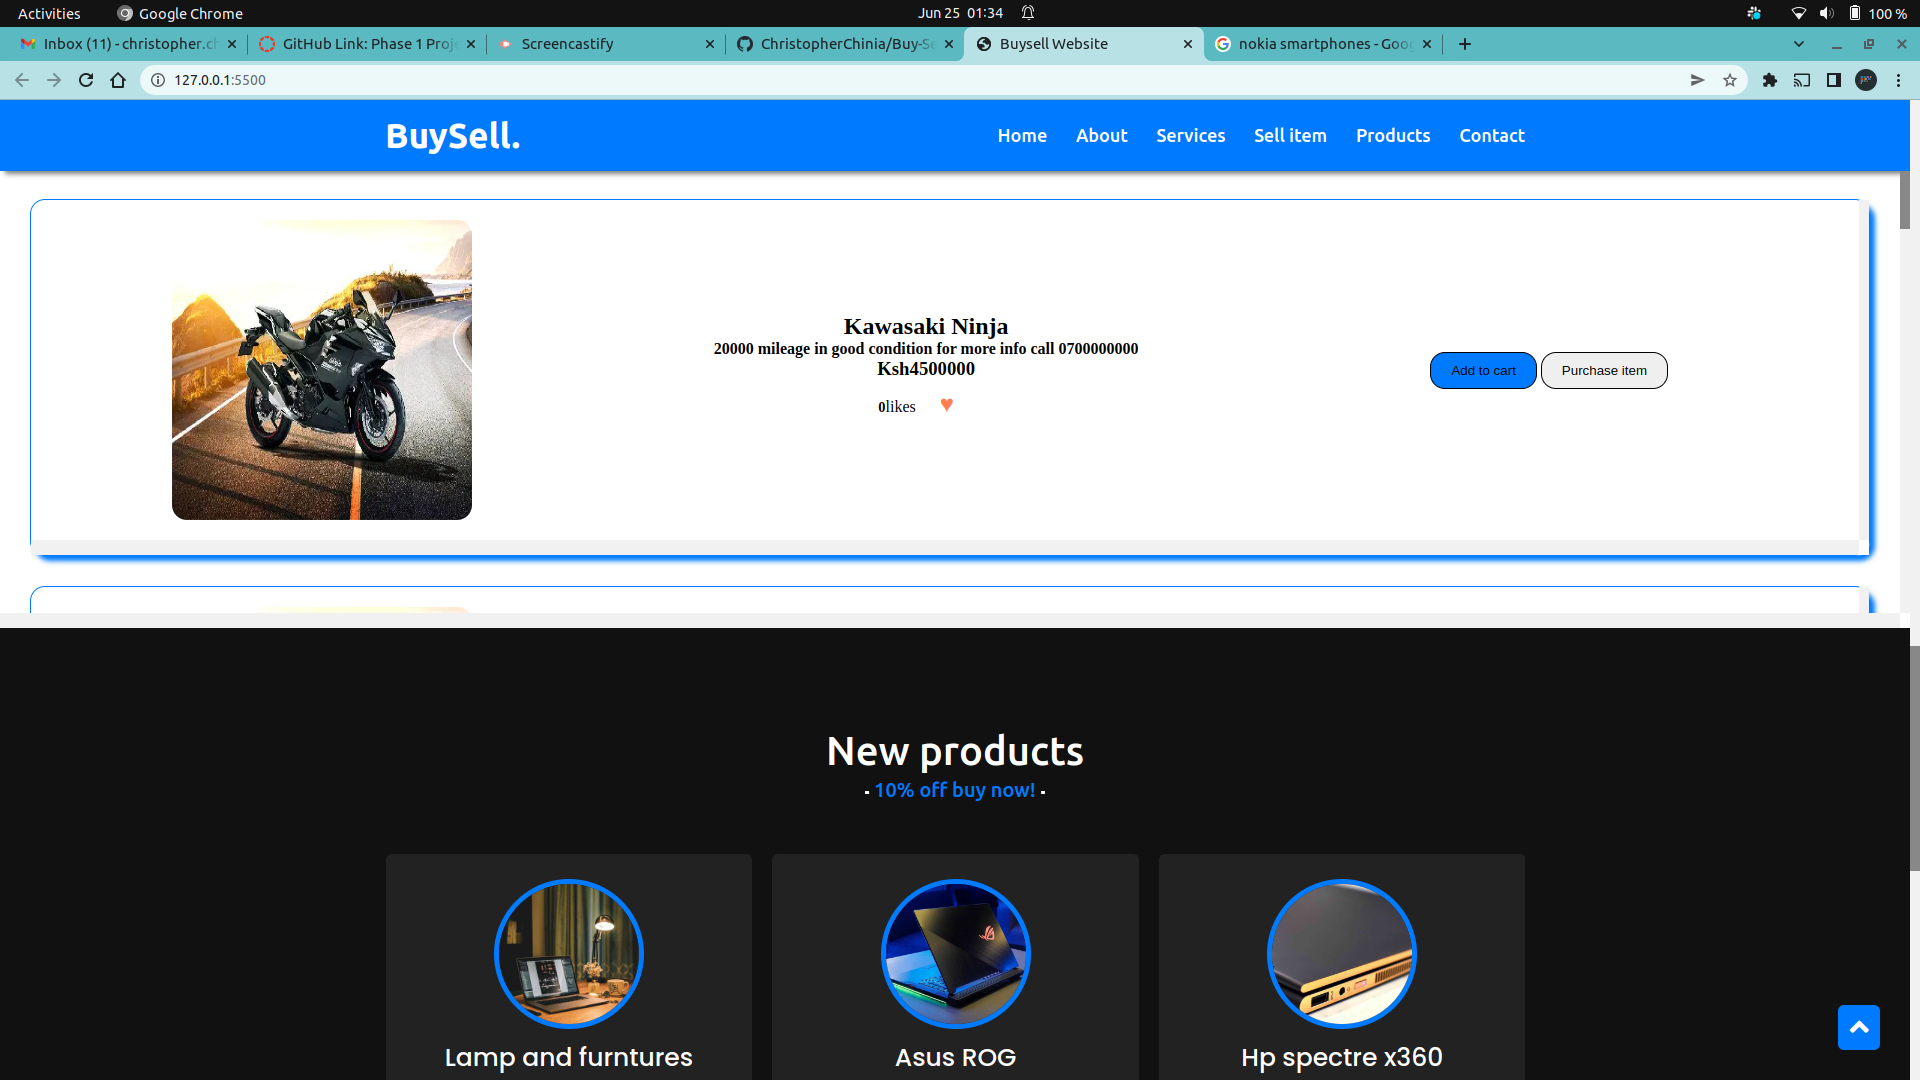 Activities Google Chrome Jun 25 01:34 100 %
Inbox (11) - christopher.c GitHub Link: Phase 1 Proj Screencastify ChristopherChinia/Buy-Se Buysell Website nokia smartphones - Goo
127.0.0.1:5500
BuySell. Home About Services Sell item Products Contact
Kawasaki Ninja
20000 mileage in good condition for more info call 0700000000
Ksh4500000
0likes ♥
Add to cart Purchase item
New products
- 10% off buy now! -
Lamp and furntures Asus ROG Hp spectre x360